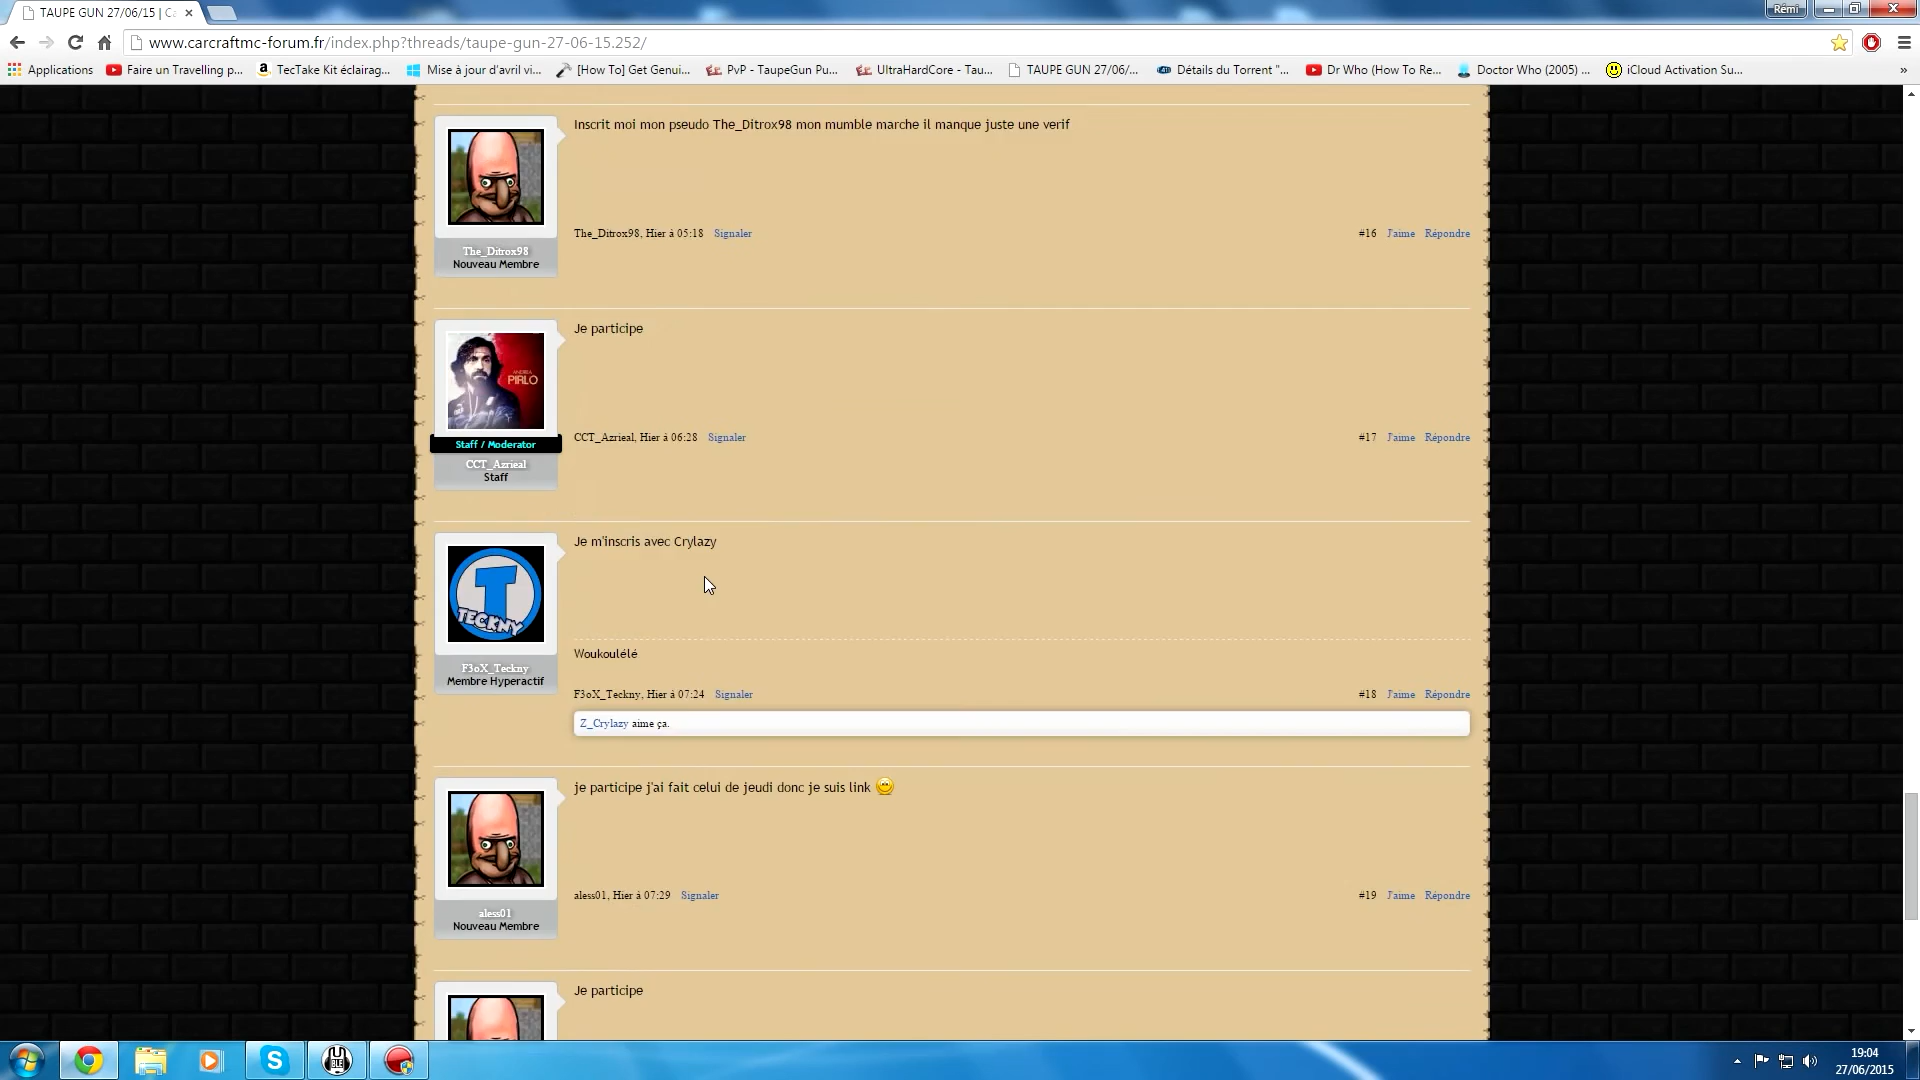 TAUPE GUN 27/06/15 | Ca
Rémi
www.carcraftmc-forum.fr/index.php?threads/taupe-gun-27-06-15.252/
Applications
Faire un Travelling p...
TecTake Kit éclairag...
Mise à jour d'avril vi...
[How To] Get Genui...
PvP - TaupeGun Pu...
UltraHardCore - Tau...
TAUPE GUN 27/06/...
Détails du Torrent "...
Dr Who (How To Re...
Doctor Who (2005) ...
iCloud Activation Su...
»
Inscrit moi mon pseudo The_Ditrox98 mon mumble marche il manque juste une verif
The_Ditrox98, Hier à 05:18 Signaler
#16 J'aime Répondre
The_Ditrox98
Nouveau Membre
Je participe
ANDREA
PIRLO
CCT_Azrieal, Hier à 06:28 Signaler
#17 J'aime Répondre
Staff / Moderator
CCT_Azrieal
Staff
Je m'inscris avec Crylazy
T
TECKNY
Woukoulélé
F3oX_Teckny
Membre Hyperactif
F3oX_Teckny, Hier à 07:24 Signaler
#18 J'aime Répondre
Z_Crylazy aime ça.
je participe j'ai fait celui de jeudi donc je suis link
aless01, Hier à 07:29 Signaler
#19 J'aime Répondre
aless01
Nouveau Membre
Je participe
19:04
27/06/2015